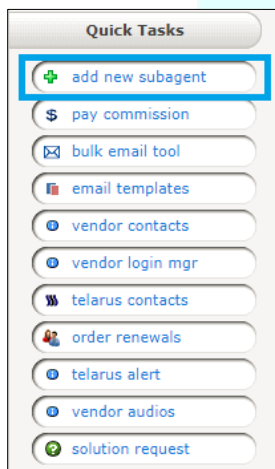 Quick Tasks
add new subagent
$ pay commission
bulk email tool
email templates
vendor contacts
vendor login mgr
telarus contacts
order renewals
telarus alert
vendor audios
solution request